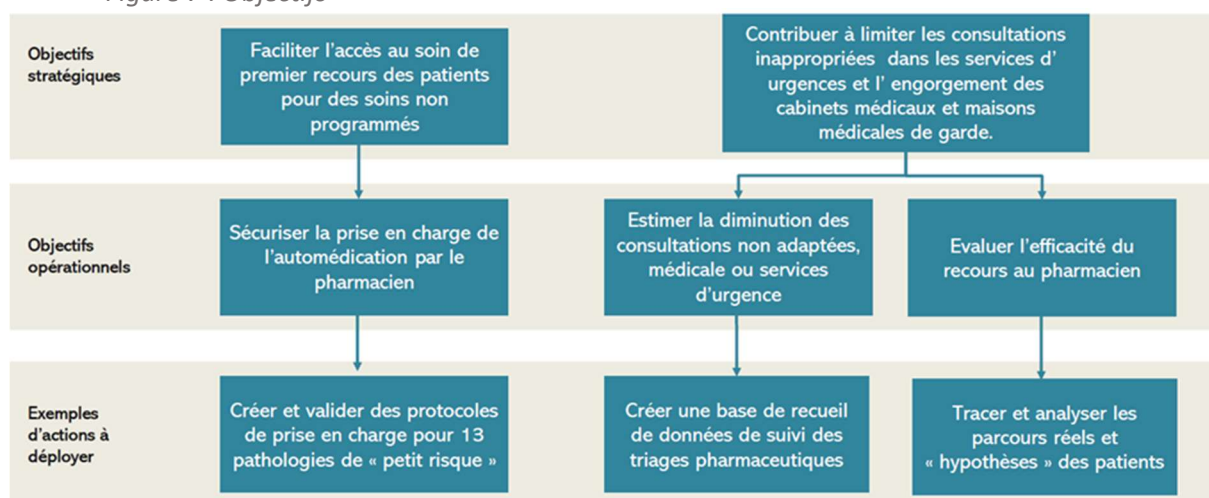 Objectifs
stratégiques
Faciliter l'accès au soin de
premier recours des patients
pour des soins non
programmés
Contribuer à limiter les consultations
inappropriées dans les services d'
urgences et l' engorgement des
cabinets médicaux et maisons
médicales de garde.
Objectifs
opérationnels
Sécuriser la prise en charge de
l'automédication par le
pharmacien
Estimer la diminution des
consultations non adaptées,
médicale ou services
d'urgence
Evaluer l'efficacité du
recours au pharmacien
Exemples
d'actions à
déployer
Créer et valider des protocoles
de prise en charge pour 13
pathologies de « petit risque »
Créer une base de recueil
de données de suivi des
triages pharmaceutiques
Tracer et analyser les
parcours réels et
« hypothèses » des patients